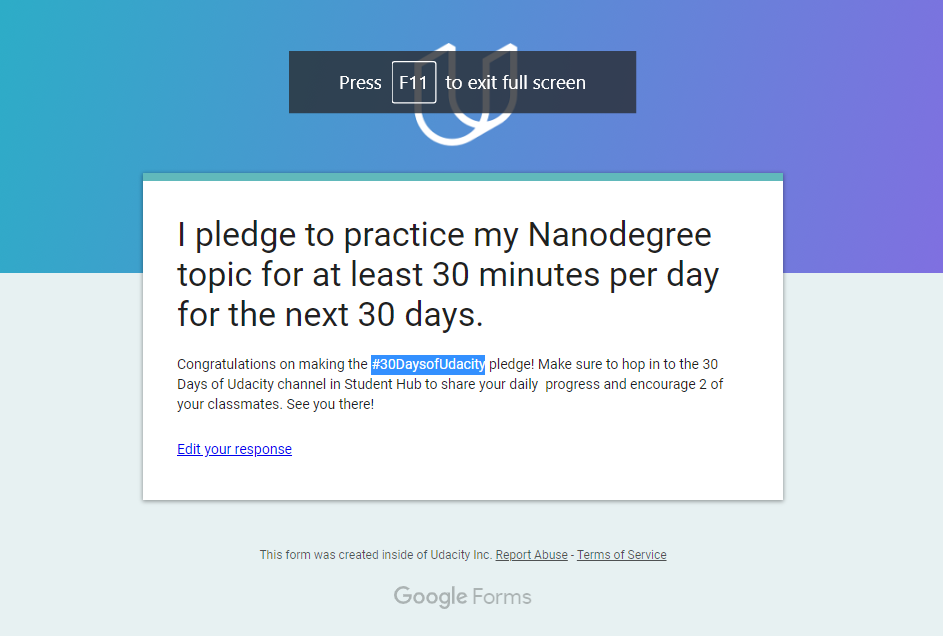 Press F11 to exit full screen
I pledge to practice my Nanodegree
topic for at least 30 minutes per day
for the next 30 days.
Congratulations on making the #30DaysofUdacity pledge! Make sure to hop in to the 30
Days of Udacity channel in Student Hub to share your daily  progress and encourage 2 of
your classmates. See you there!
Edit your response
This form was created inside of Udacity Inc. Report Abuse - Terms of Service
Google Forms